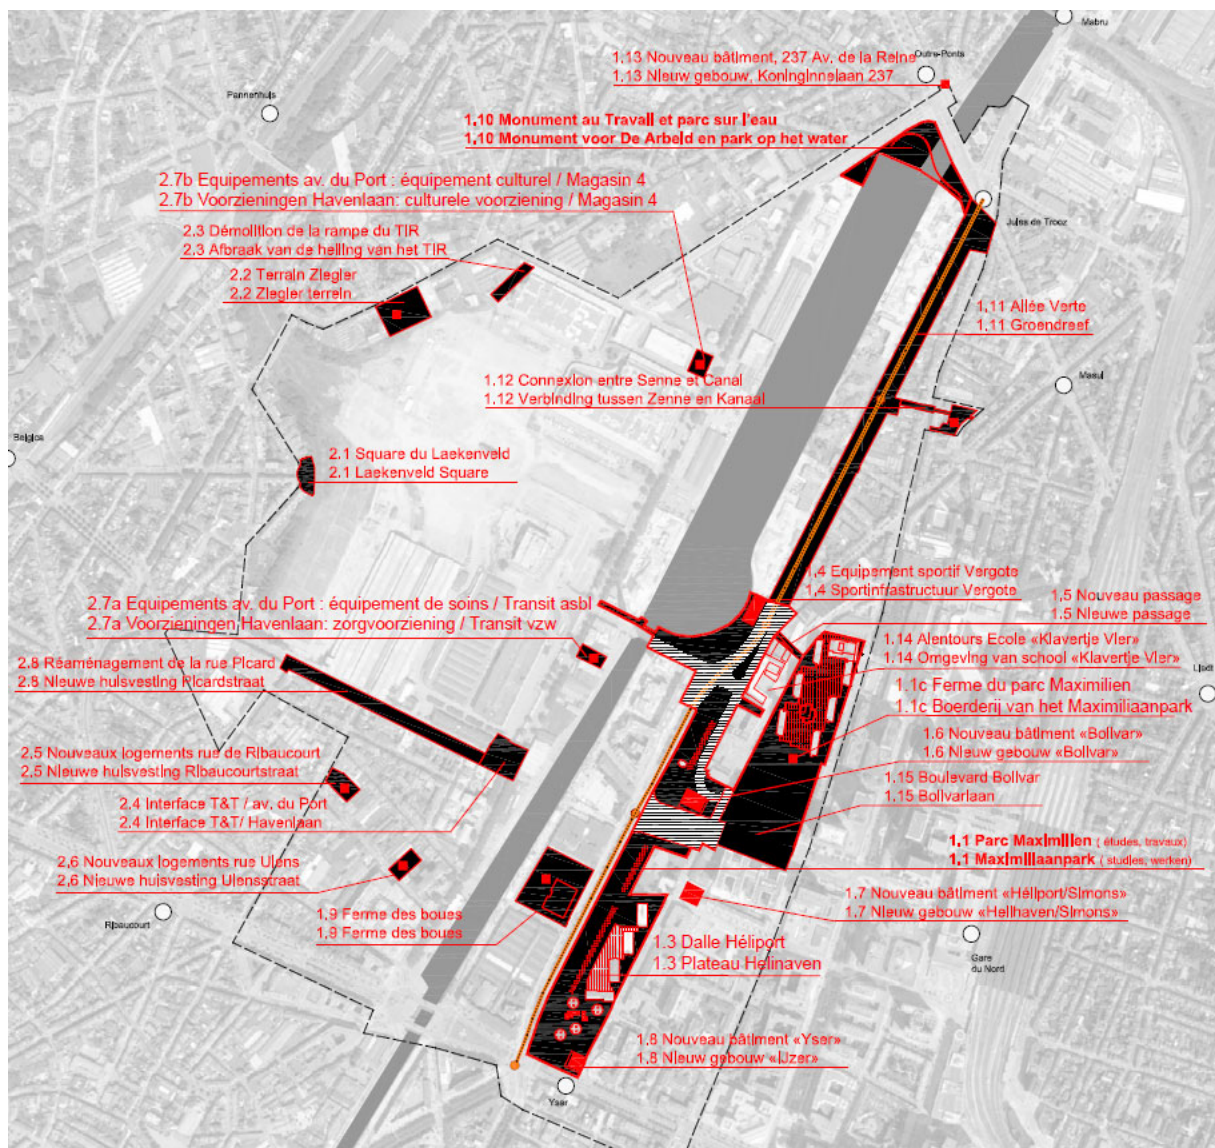 Mabru
1.13 Nouveau bâtiment, 237 Av. de la Reine
Outre-Ponts
1.13 Nieuw gebouw, Koninginnelaan 237
Pannenhuis
1.10 Monument au Travail et parc sur l'eau
1.10 Monument voor De Arbeid en park op het water
2.7b Equipements av. du Port : équipement culturel / Magasin 4
2.7b Voorzieningen Havenlaan: culturele voorziening / Magasin 4
Jules de Trooz
2.3 Démolition de la rampe du TIR
2.3 Afbraak van de helling van het TIR
2.2 Terrain Ziegler
2.2 Ziegler terrein
1.11 Allée Verte
1.11 Groendreef
1.12 Connexion entre Senne et Canal
1.12 Verbinding tussen Zenne en Kanaal
Masui
Belgica
2.1 Square du Laekenveld
2.1 Laekenveld Square
1.4 Equipement sportif Vergote
1.4 Sportinfrastructuur Vergote
1.5 Nouveau passage
1.5 Nieuwe passage
2.7a Equipements av. du Port : équipement de soins / Transit asbl
2.7a Voorzieningen Havenlaan: zorgvoorziening / Transit vzw
1.14 Alentours Ecole «Klavertje Vier»
1.14 Omgeving van school «Klavertje Vier»
2.8 Réaménagement de la rue Picard
2.8 Nieuwe huisvesting Picardstraat
Liedt
1.1c Ferme du parc Maximilien
1.1c Boerderij van het Maximiliaanpark
1.6 Nouveau bâtiment «Bolivar»
1.6 Nieuw gebouw «Bolivar»
2.5 Nouveaux logements rue de Ribaucourt
2.5 Nieuwe huisvesting Ribaucourtstraat
1.15 Boulevard Bolivar
1.15 Bolivarlaan
2.4 Interface T&T / av. du Port
2.4 Interface T&T/ Havenlaan
1.1 Parc Maximilien ( études, travaux)
1.1 Maximiliaanpark ( studies, werken)
2.6 Nouveaux logements rue Ulens
2.6 Nieuwe huisvesting Ulensstraat
1.7 Nouveau bâtiment «Héliport/Simons»
1.7 Nieuw gebouw «Helihaven/Simons»
1.9 Ferme des boues
1.9 Ferme des boues
Ribaucourt
1.3 Dalle Héliport
1.3 Plateau Helinaven
Gare
du Nord
1.8 Nouveau bâtiment «Yser»
1.8 Nieuw gebouw «IJzer»
Yser